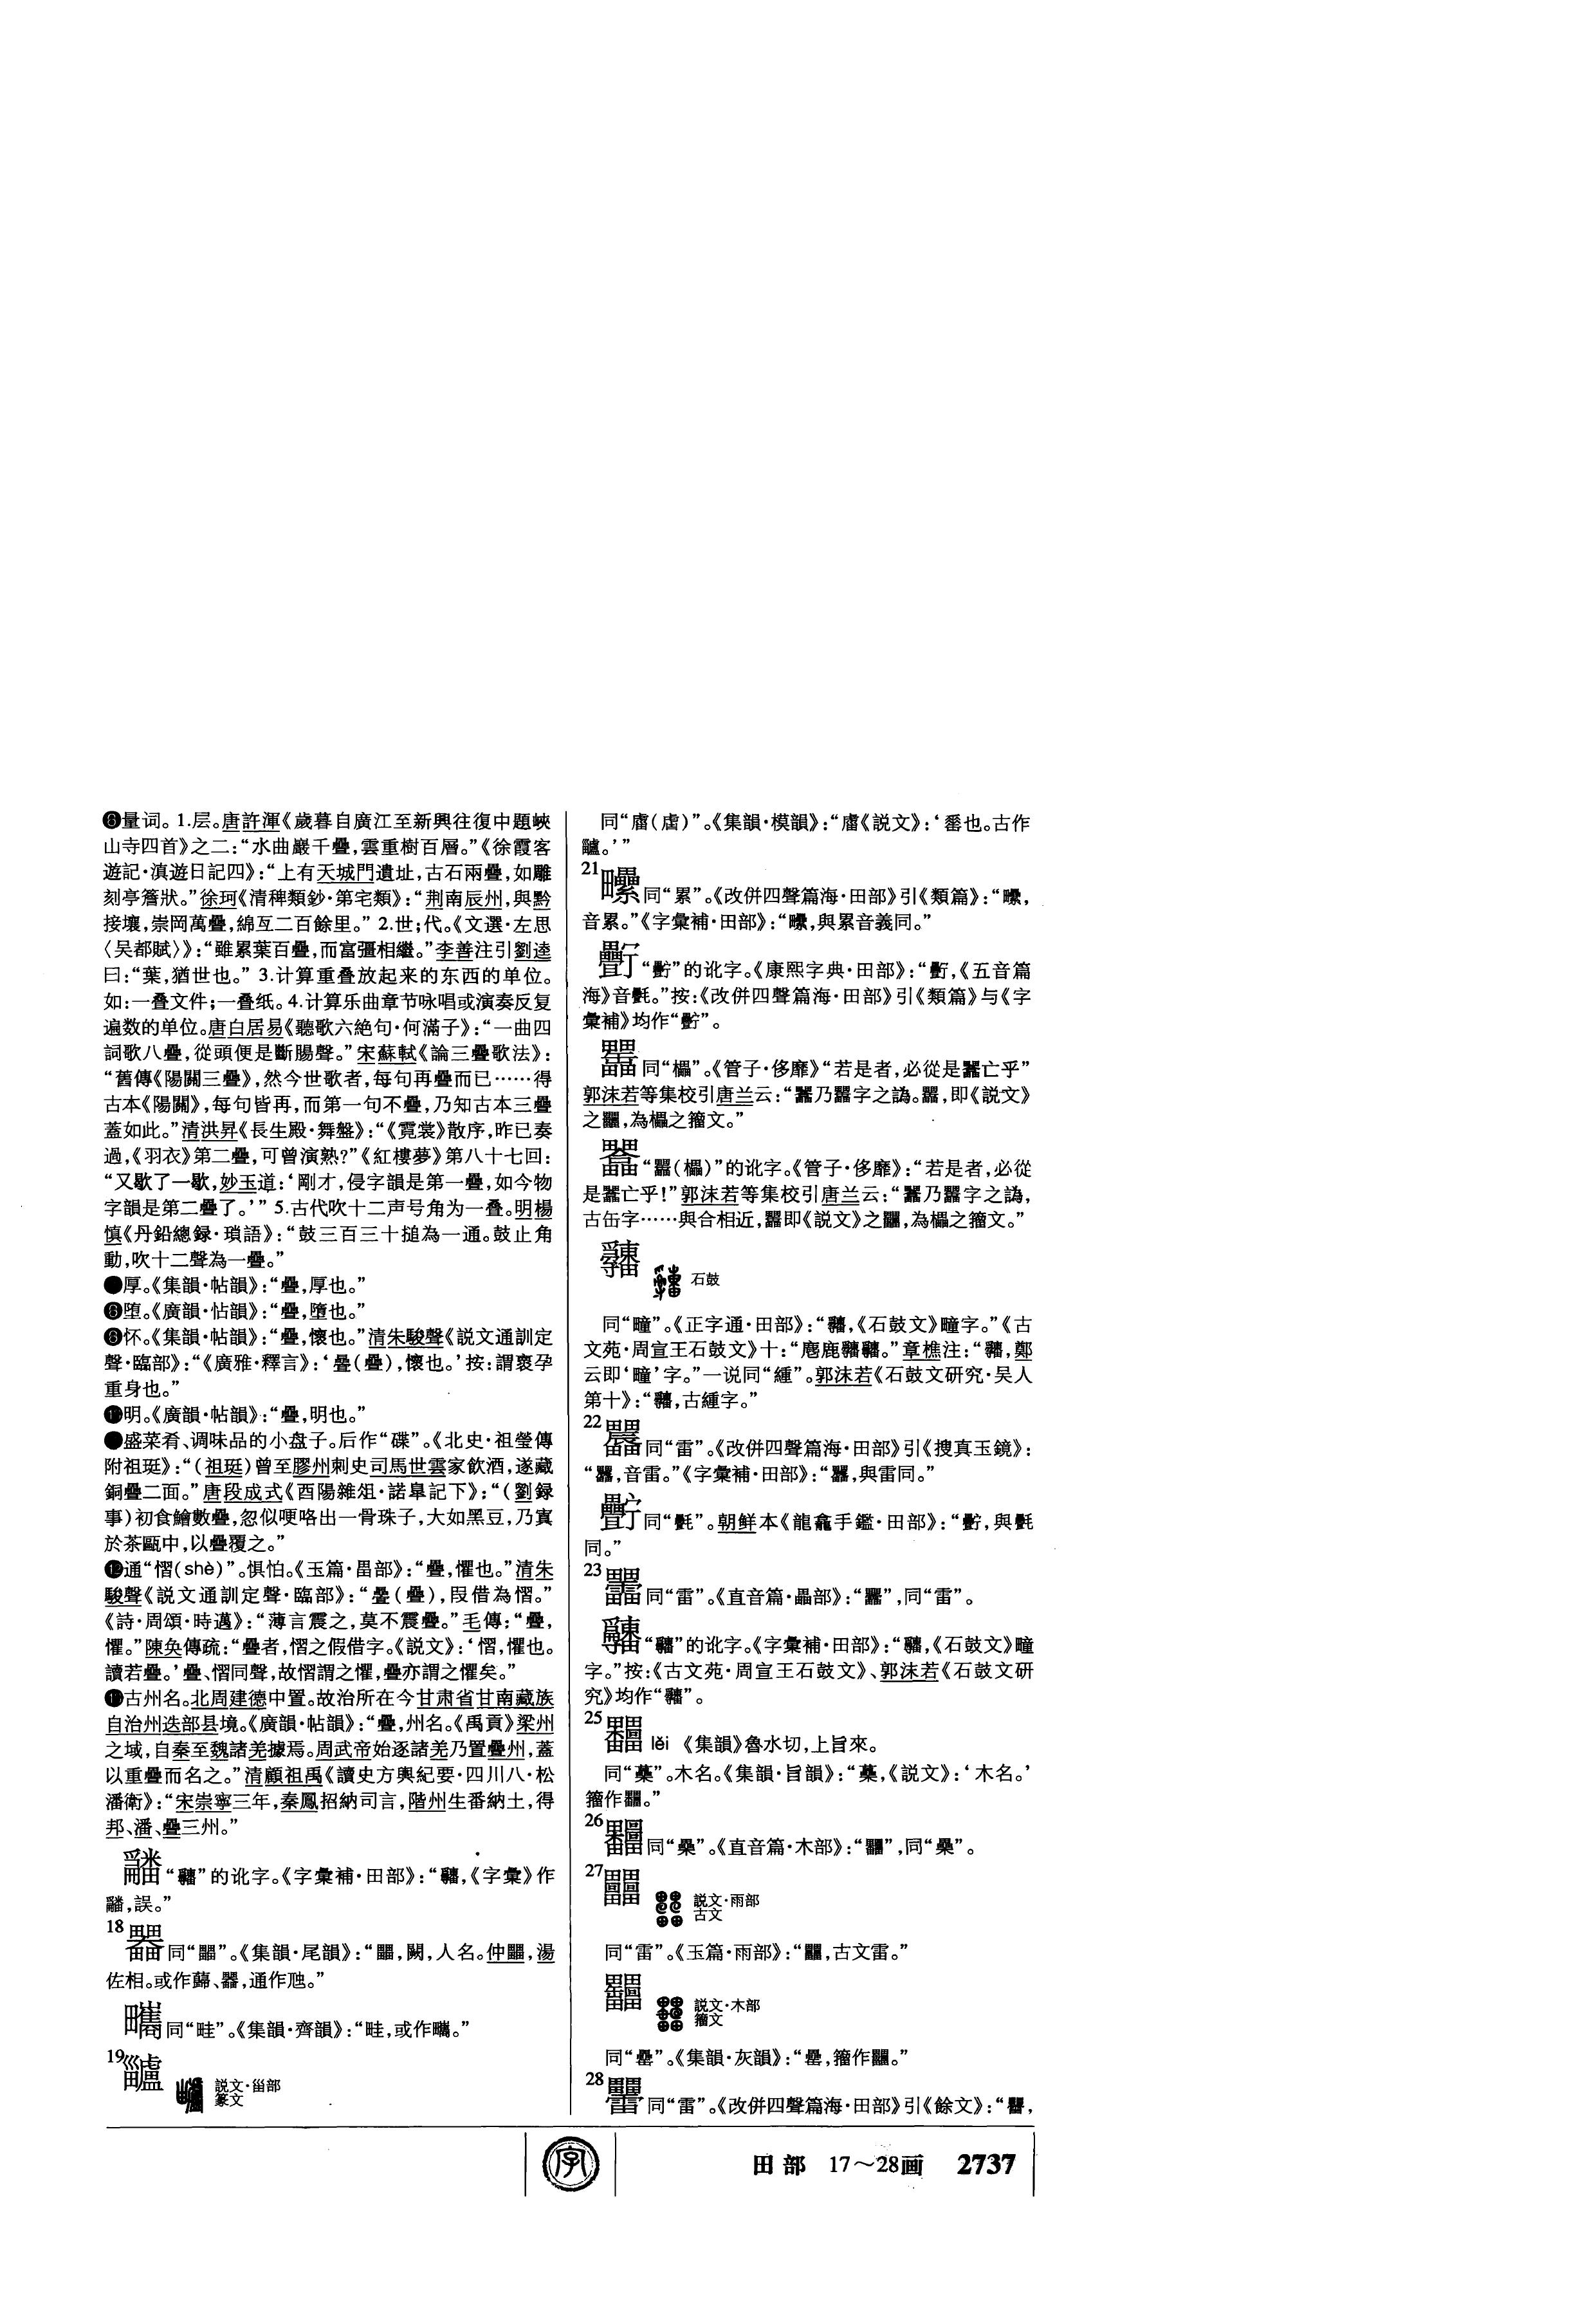 量词。1.层。唐許渾《歲暮自廣江至新興往復中題峽
山寺四首》之二：“水曲巖千疊，雲重樹百層。”《徐霞客
遊記·滇遊日記四》：“上有天城門遺址，古石兩疊，如雕
刻亭簷狀。”徐珂《清稗類鈔·第宅類》：“荆南辰州，與黔
接壤，崇岡萬疊，綿亙二百餘里。” 2.世；代。《文選·左思
〈吴都賦〉》：“雖累葉百疊，而富彊相繼。”李善注引劉逵
曰：“葉，猶世也。” 3.计算重叠放起来的东西的单位。
如：一叠文件；一叠纸。4.计算乐曲章节咏唱或演奏反复
遍数的单位。唐白居易《聽歌六絶句·何滿子》：“一曲四
詞歌八疊，從頭便是斷腸聲。”宋蘇軾《論三疊歌法》：
“舊傳《陽關三疊》，然今世歌者，每句再疊而已……得
古本《陽關》，每句皆再，而第一句不疊，乃知古本三疊
蓋如此。”清洪昇《長生殿·舞盤》：“《霓裳》散序，昨已奏
過，《羽衣》第二疊，可曾演熟?”《紅樓夢》第八十七回：
“又歇了一歇，妙玉道：‘剛才，侵字韻是第一疊，如今物
字韻是第二疊了。’” 5.古代吹十二声号角为一叠。明楊
慎《丹鉛總録·瑣語》：“鼓三百三十搥為一通。鼓止角
動，吹十二聲為一疊。”
厚。《集韻·帖韻》：“疊，厚也。”
堕。《廣韻·怗韻》：“疊，墮也。”
怀。《集韻·帖韻》：“疊，懷也。”清朱駿聲《説文通訓定
聲·臨部》：“《廣雅·釋言》：‘疊（疊），懷也。’按：謂裹孕
重身也。”
明。《廣韻·帖韻》：“疊，明也。”
盛菜肴、调味品的小盘子。后作“碟”。《北史·祖瑩傳
附祖珽》：“（祖珽）曾至膠州刺史司馬世雲家飲酒，遂藏
銅疊二面。”唐段成式《酉陽雜俎·諾皋記下》：“（劉録
事）初食鱠數疊，忽似哽咯出一骨珠子，大如黑豆，乃寘
於茶甌中，以疊覆之。”
⓬通“慴（shè）”。惧怕。《玉篇·畕部》：“疊，懼也。”清朱
駿聲《説文通訓定聲·臨部》：“疊（疊），叚借為慴。”
《詩·周頌·時邁》：“薄言震之，莫不震疊。”毛傳：“疊，
懼。”陳奂傳疏：“疊者，慴之假借字。《説文》：‘慴，懼也。
讀若疊。’疊、慴同聲，故慴謂之懼，疊亦謂之懼矣。”
古州名。北周建德中置。故治所在今甘肃省甘南藏族
自治州迭部县境。《廣韻·帖韻》：“疊，州名。《禹貢》梁州
之域，自秦至魏諸羌據焉。周武帝始逐諸羌乃置疊州，蓋
以重疊而名之。”清顧祖禹《讀史方輿紀要·四川八·松
潘衛》：“宋崇寧三年，秦鳳招納司言，階州生番納土，得
邦、潘、疊三州。”
的讹字。《字彙補·田部》：《字彙》作
誤。”
18
同《集韻·尾韻》：闕，人名。仲，湯
佐相。或作、通作虺。”
同“畦”。《集韻·齊韻》：“畦，或作
19
説文·甾部
篆文
同《集韻·模韻》：《説文》：也。古作
21
同“累”。《改併四聲篇海·田部》引《類篇》：
音累。”《字彙補·田部》：與累音義同。”
的讹字。《康熙字典·田部》：《五音篇
海》音氎。”按：《改併四聲篇海·田部》引《類篇》与《字
彙補》均作
同“櫑”。《管子·侈靡》“若是者，必從是亡乎”
郭沫若等集校引唐兰云：乃字之譌。即《説文》
之為櫑之籀文。”
（櫑）”的讹字。《管子·侈靡》：“若是者，必從
是亡乎！”郭沫若等集校引唐兰云：乃字之譌，
古缶字……與合相近，即《説文》之為櫑之籀文。”
石鼓
同“疃”。《正字通·田部》：《石鼓文》疃字。”《古
文苑·周宣王石鼓文》十：“麀鹿章樵注：鄭
云即‘疃’字。”一说同“緟”。郭沫若《石鼓文研究·吴人
第十》：古緟字。”
22
同“雷”。《改併四聲篇海·田部》引《搜真玉鏡》：
音雷。”《字彙補·田部》：與雷同。”
同“氎”。朝鲜本《龍龕手鑑·田部》：與氎
同。”
23
同“雷”。《直音篇·畾部》：同“雷”。
的讹字。《字彙補·田部》：《石鼓文》疃
字。”按：《古文苑·周宣王石鼓文》、郭沫若《石鼓文研
究》均作
25
lěi 《集韻》魯水切，上旨來。
同“藟”。木名。《集韻·旨韻》：《説文》：‘木名。’
籀作
26
同《直音篇·木部》：同
27
説文·雨部
古文
同“雷”。《玉篇·雨部》：古文雷。”
説文·木部
籀文
同“罍”。《集韻·灰韻》：“罍，籀作
28
同“雷”。《改併四聲篇海·田部》引《餘文》：
字
田部 17～28画 2737